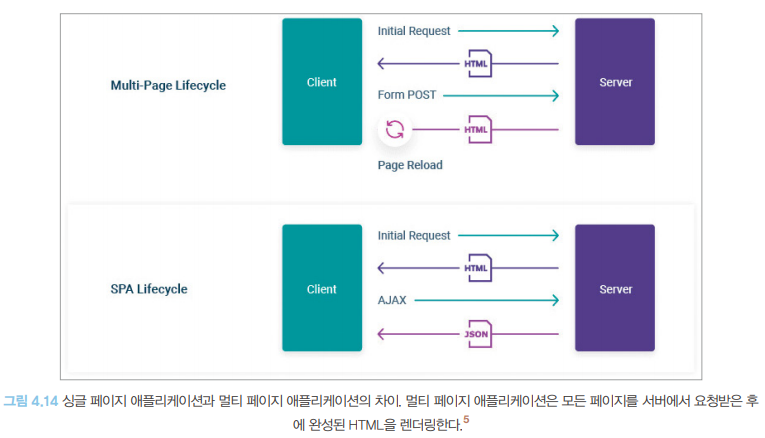 Initial Request
HTML
Multi-Page Lifecycle
Client
Server
Form POST
HTML
Page Reload
Initial Request
HTML
SPA Lifecycle
Client
Server
AJAX
JSON
그림 4.14 싱글 페이지 애플리케이션과 멀티 페이지 애플리케이션의 차이. 멀티 페이지 애플리케이션은 모든 페이지를 서버에서 요청받은 후
에 완성된 HTML을 렌더링한다.5